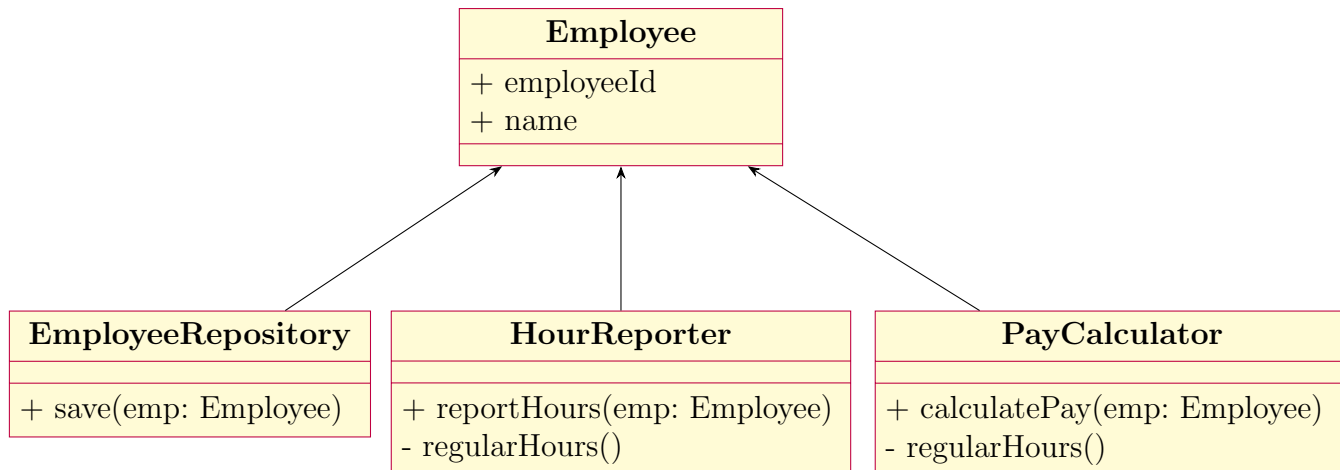 Employee
+ employeeId
+ name
EmployeeRepository
+ save(emp: Employee)
HourReporter
+ reportHours(emp: Employee)
- regularHours()
PayCalculator
+ calculatePay(emp: Employee)
- regularHours()